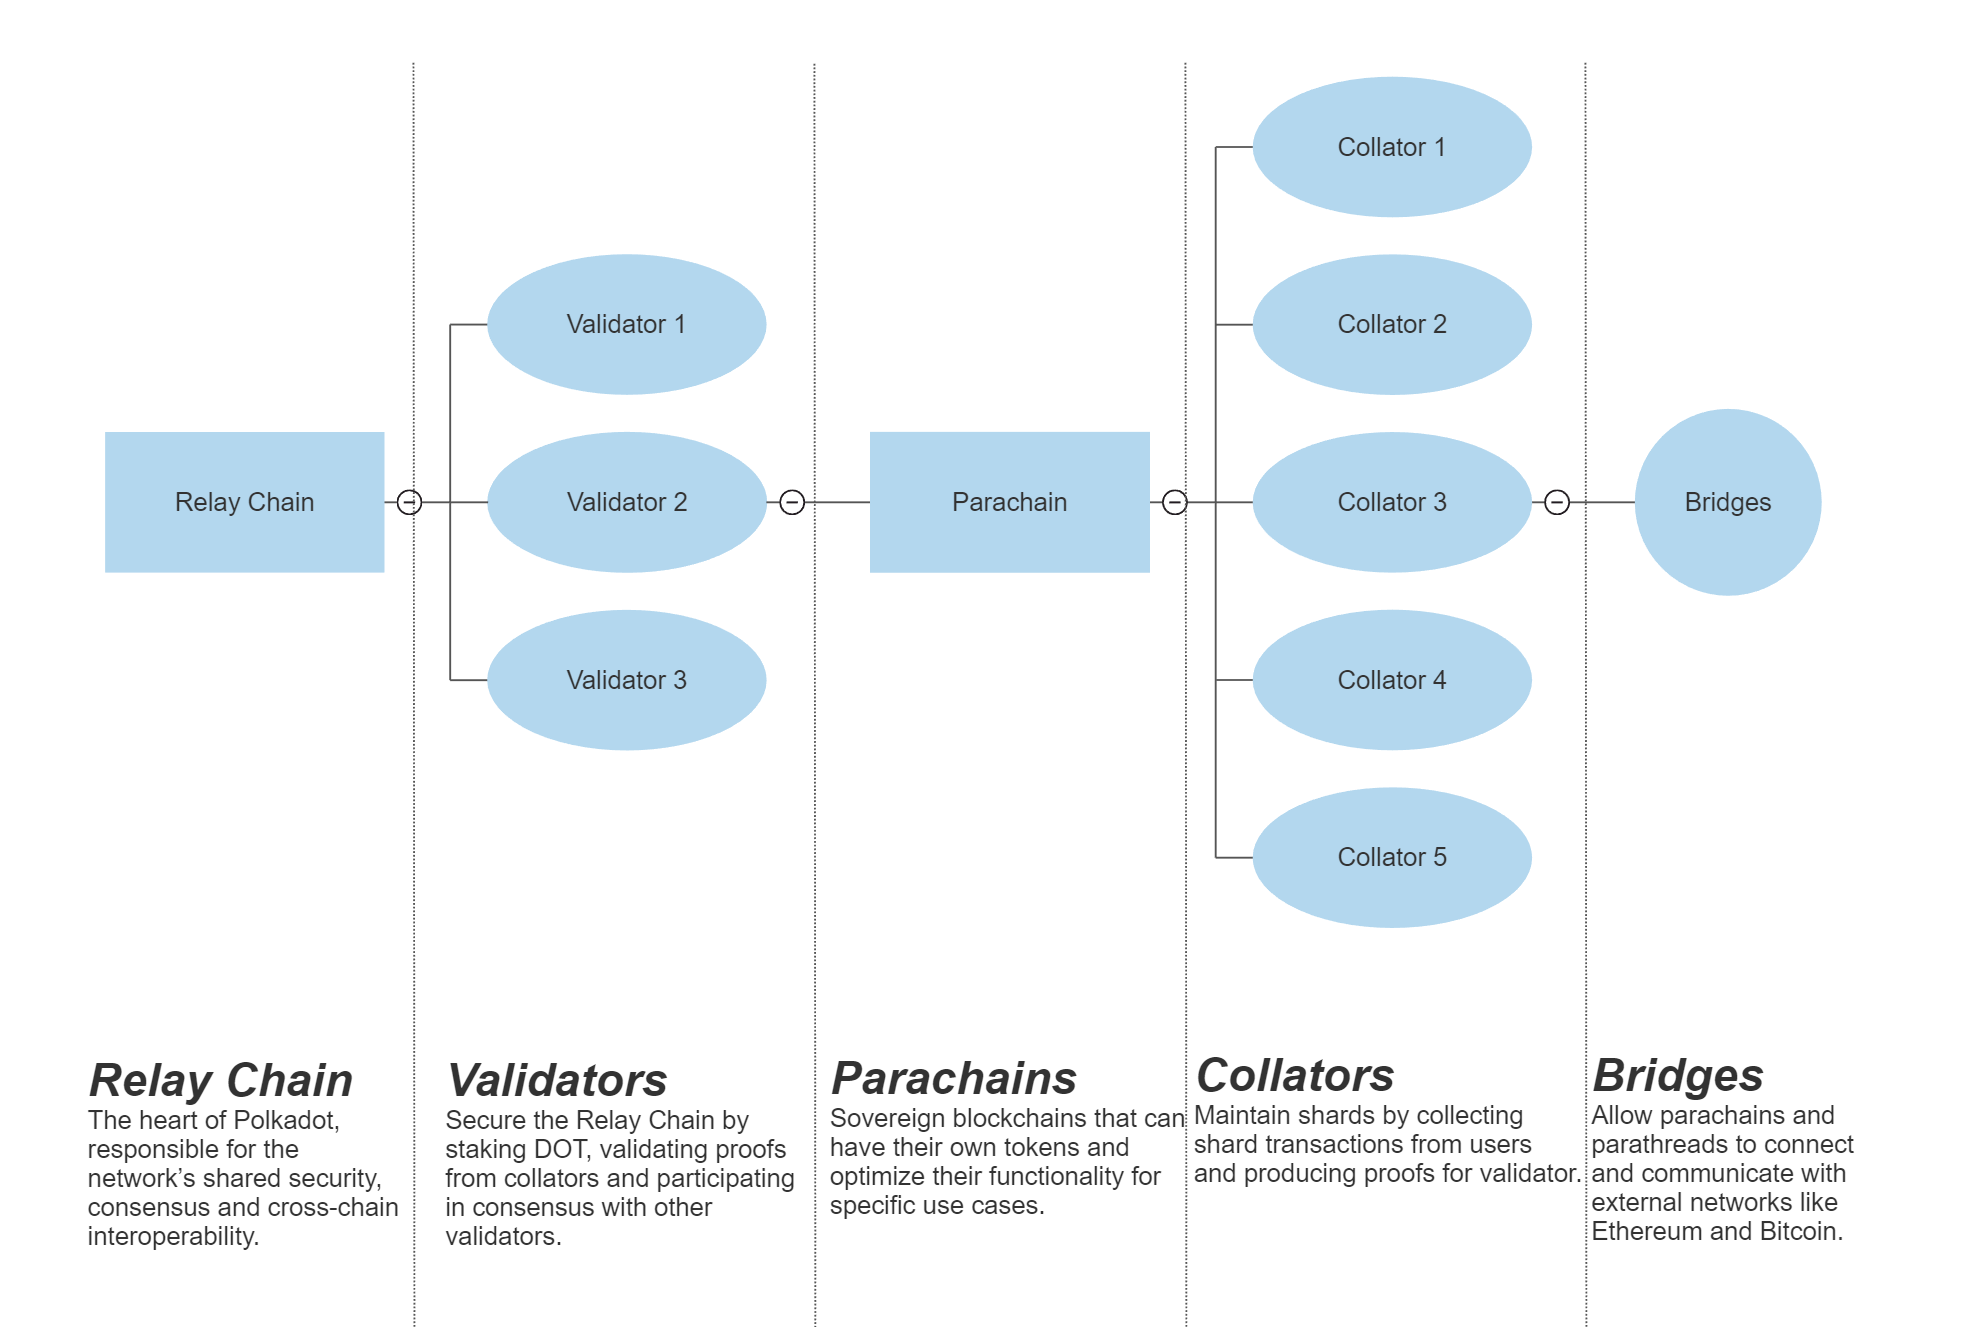 Relay Chain
Validator 1
Validator 2
Validator 3
Parachain
Collator 1
Collator 2
Collator 3
Collator 4
Collator 5
Bridges
Relay Chain
The heart of Polkadot,
responsible for the
network’s shared security,
consensus and cross-chain
interoperability.
Validators
Secure the Relay Chain by
staking DOT, validating proofs
from collators and participating
in consensus with other
validators.
Parachains
Sovereign blockchains that can
have their own tokens and
optimize their functionality for
specific use cases.
Collators
Maintain shards by collecting
shard transactions from users
and producing proofs for validator.
Bridges
Allow parachains and
parathreads to connect
and communicate with
external networks like
Ethereum and Bitcoin.